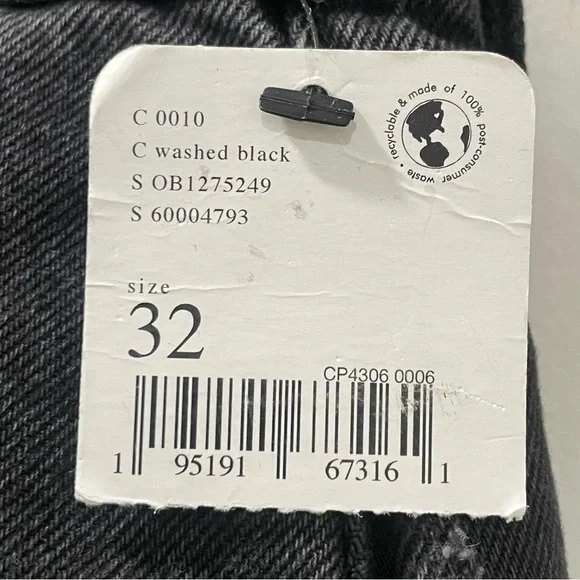 C 0010
C washed black
S OB1275249
S 60004793
recyclable & made of 100% post-consumer waste •
size
32
CP4306 0006
1 95191 67316 1